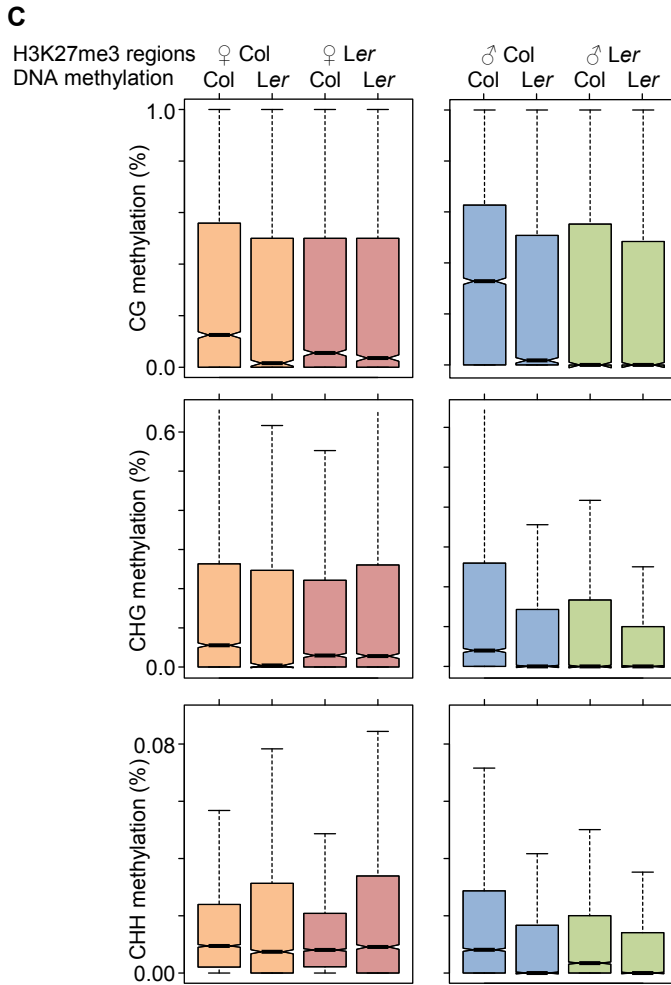 C
H3K27me3 regions ♀ Col ♀ Ler ♂ Col ♂ Ler
DNA methylation Col Ler Col Ler Col Ler Col Ler
1.0
CG methylation (%)
0.0
0.6
CHG methylation (%)
0.0
0.08
CHH methylation (%)
0.00